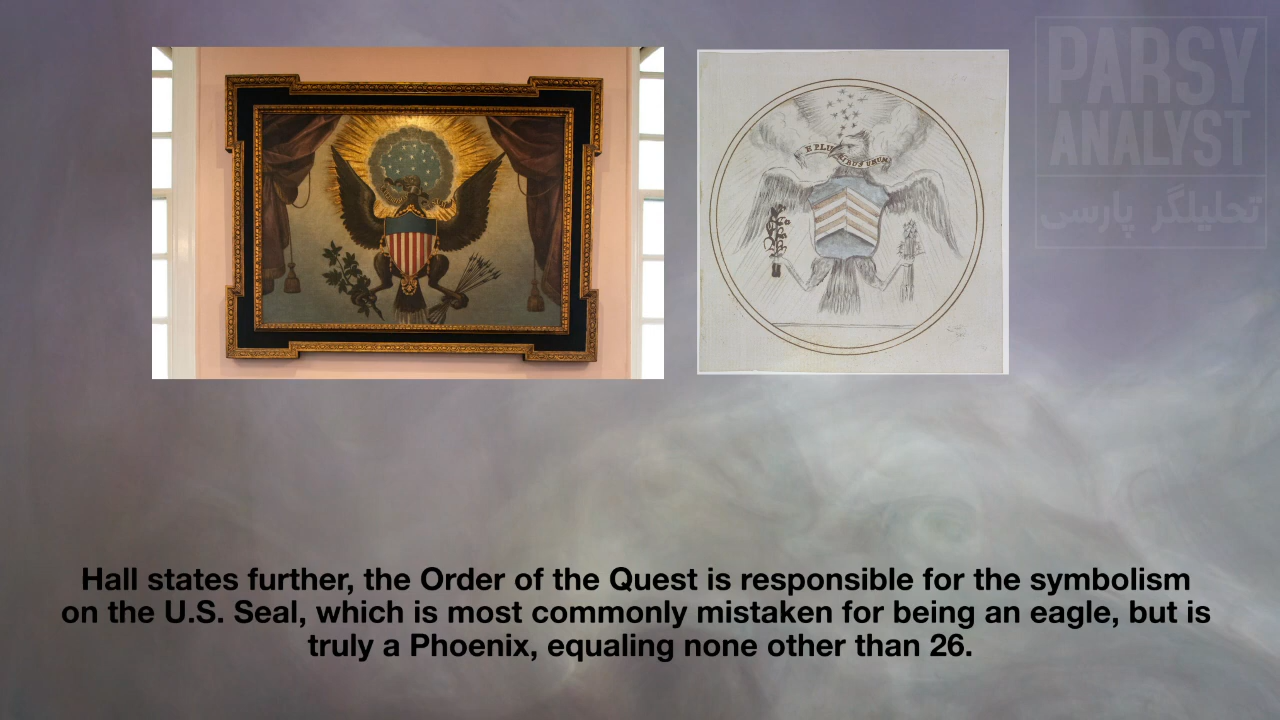 PARSY
ANALYST
تحلیلگر پارسی
E PLURIBUS UNUM
Hall states further, the Order of the Quest is responsible for the symbolism
on the U.S. Seal, which is most commonly mistaken for being an eagle, but is
truly a Phoenix, equaling none other than 26.